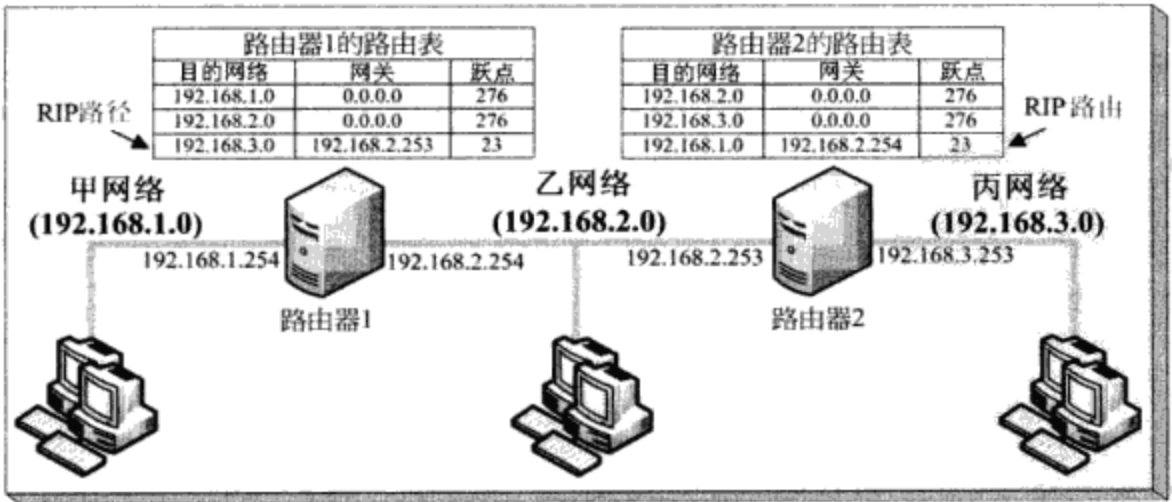 路由器1的路由表
目的网络 网关 跃点
192.168.1.0 0.0.0.0 276
192.168.2.0 0.0.0.0 276
192.168.3.0 192.168.2.253 23
RIP路径
路由器2的路由表
目的网络 网关 跃点
192.168.2.0 0.0.0.0 276
192.168.3.0 0.0.0.0 276
192.168.1.0 192.168.2.254 23
RIP 路由
甲网络
(192.168.1.0)
乙网络
(192.168.2.0)
丙网络
(192.168.3.0)
192.168.1.254
192.168.2.254
192.168.2.253
192.168.3.253
路由器1
路由器2